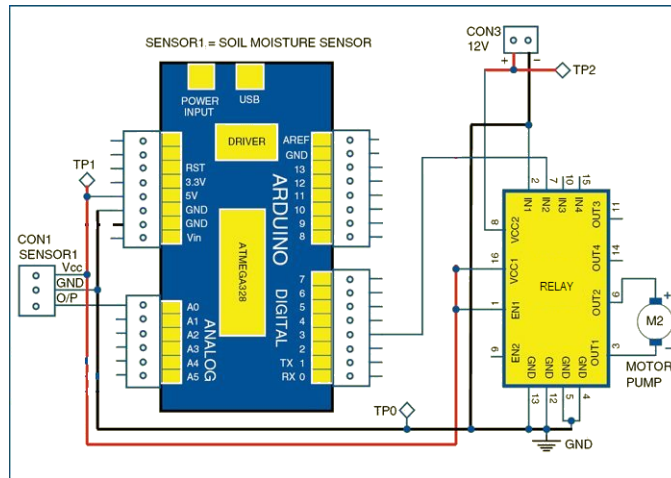 SENSOR1 = SOIL MOISTURE SENSOR
CON3
12V
+ −
TP2
POWER
INPUT
USB
DRIVER
AREF
GND
13
12
11
10
9
8
RST
3.3V
5V
GND
GND
Vin
ARDUINO
ATMEGA328
TP1
CON1
SENSOR1
Vcc
GND
O/P
A0
A1
A2
A3
A4
A5
ANALOG
DIGITAL
7
6
5
4
3
2
TX 1
RX 0
TP0
2
7
10
15
IN1
IN2
IN3
IN4
8
VCC2
16
VCC1
1
EN1
9
EN2
RELAY
OUT3
11
OUT4
14
OUT2
6
OUT1
3
GND
GND
GND
GND
13
12
5
4
GND
+
M2
−
MOTOR
PUMP